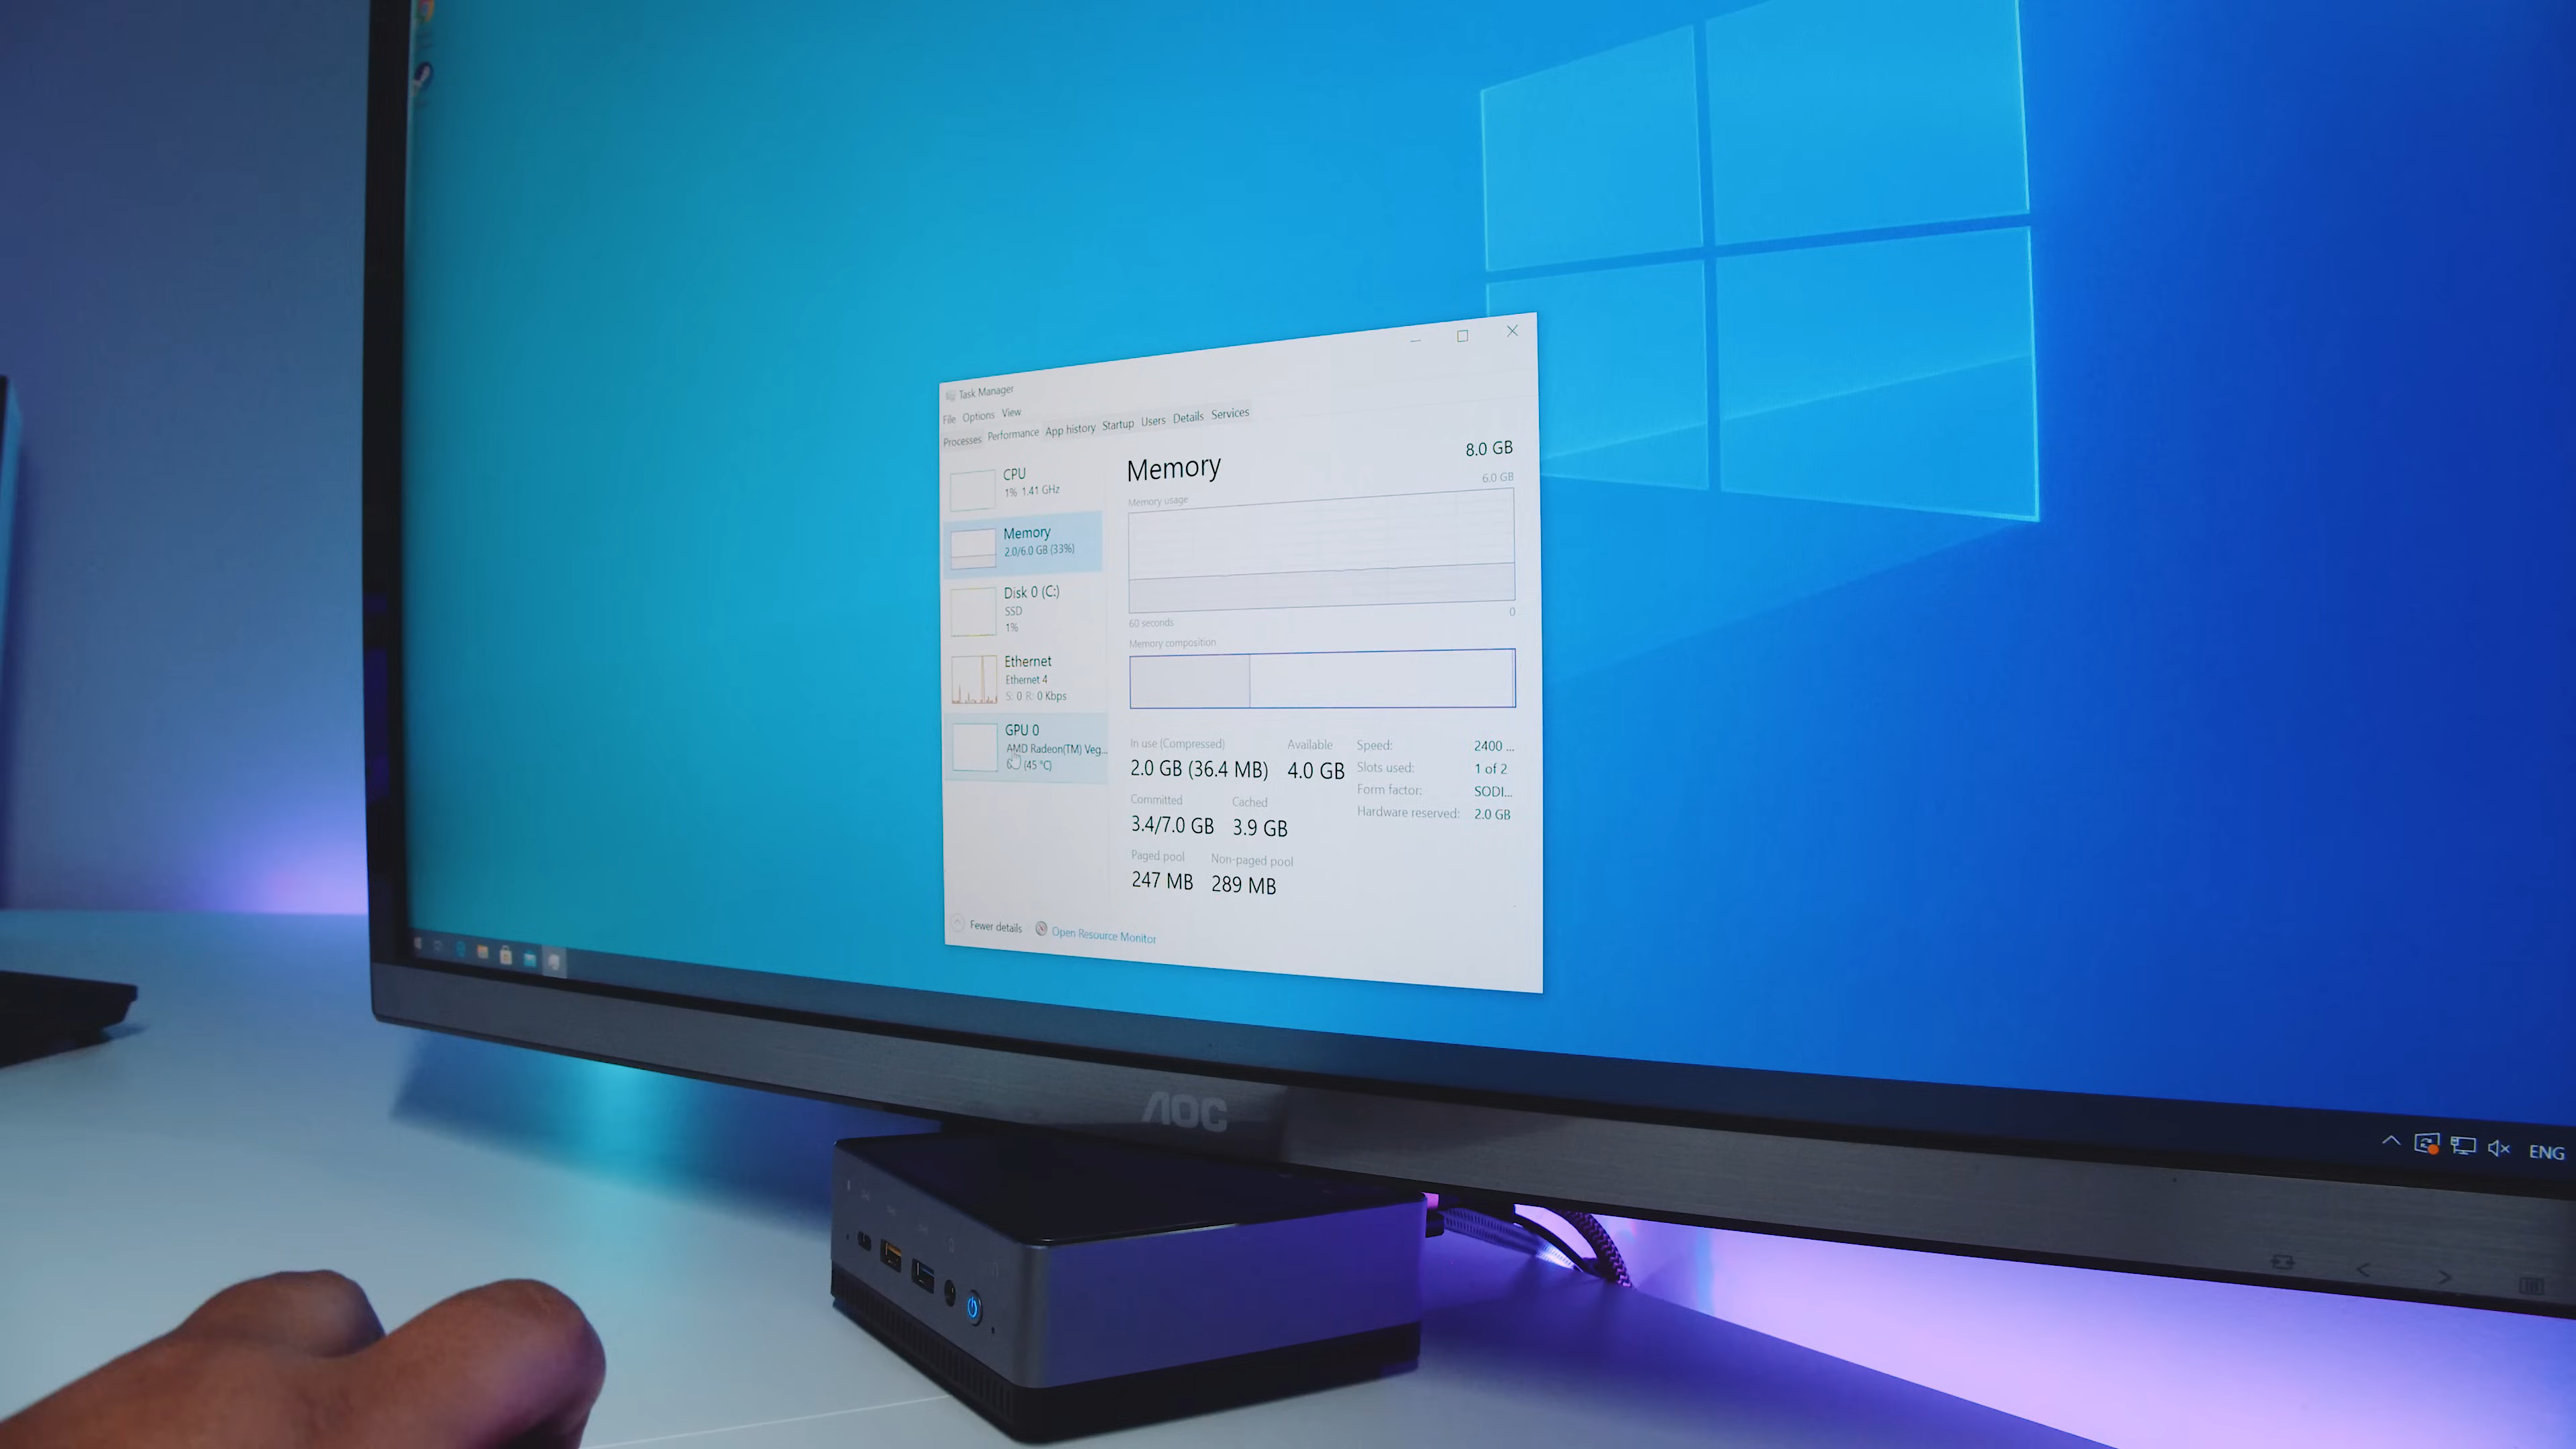 Task Manager
File Options View
Processes Performance App history Startup Users Details Services
CPU
1% 1.41 GHz
Memory
2.0/6.0 GB (33%)
Disk 0 (C:)
SSD
1%
Ethernet
Ethernet 4
S: 0 R: 0 Kbps
GPU 0
AMD Radeon(TM) Veg...
(45 °C)
Memory 8.0 GB
Memory usage 6.0 GB
60 seconds 0
Memory composition
In use (Compressed) Available
2.0 GB (36.4 MB) 4.0 GB
Committed Cached
3.4/7.0 GB 3.9 GB
Paged pool Non-paged pool
247 MB 289 MB
Speed: 2400 ...
Slots used: 1 of 2
Form factor: SODI...
Hardware reserved: 2.0 GB
Fewer details Open Resource Monitor
ENG
AOC